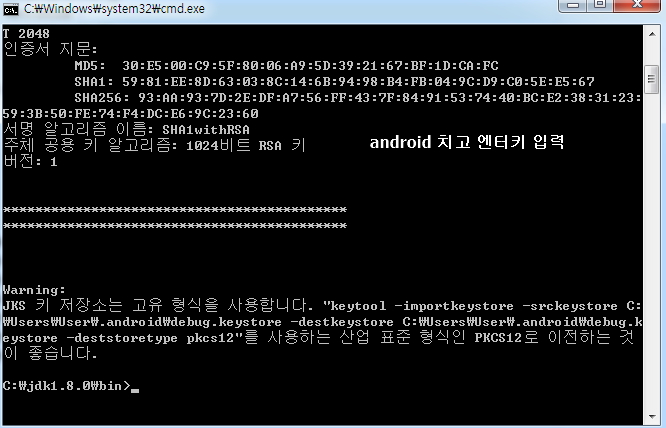 C:₩Windows₩system32₩cmd.exe
T 2048
인증서 지문:
MD5: 30:E5:00:C9:5F:80:06:A9:5D:39:21:67:BF:1D:CA:FC
SHA1: 59:81:EE:8D:63:03:8C:14:6B:94:98:B4:FB:04:9C:D9:C0:5E:E5:67
SHA256: 93:AA:93:7D:2E:DF:A7:56:FF:43:7F:84:91:53:74:40:BC:E2:38:31:23:
59:3B:50:FE:74:F4:DC:E6:9C:23:60
서명 알고리즘 이름: SHA1withRSA
주체 공용 키 알고리즘: 1024비트 RSA 키
android 치고 엔터키 입력
버전: 1
*******************************************
*******************************************
Warning:
JKS 키 저장소는 고유 형식을 사용합니다. "keytool -importkeystore -srckeystore C:
₩Users₩User₩.android₩debug.keystore -destkeystore C:₩Users₩User₩.android₩debug.k
eystore -deststoretype pkcs12"를 사용하는 산업 표준 형식인 PKCS12로 이전하는 것
이 좋습니다.
C:₩jdk1.8.0₩bin>_